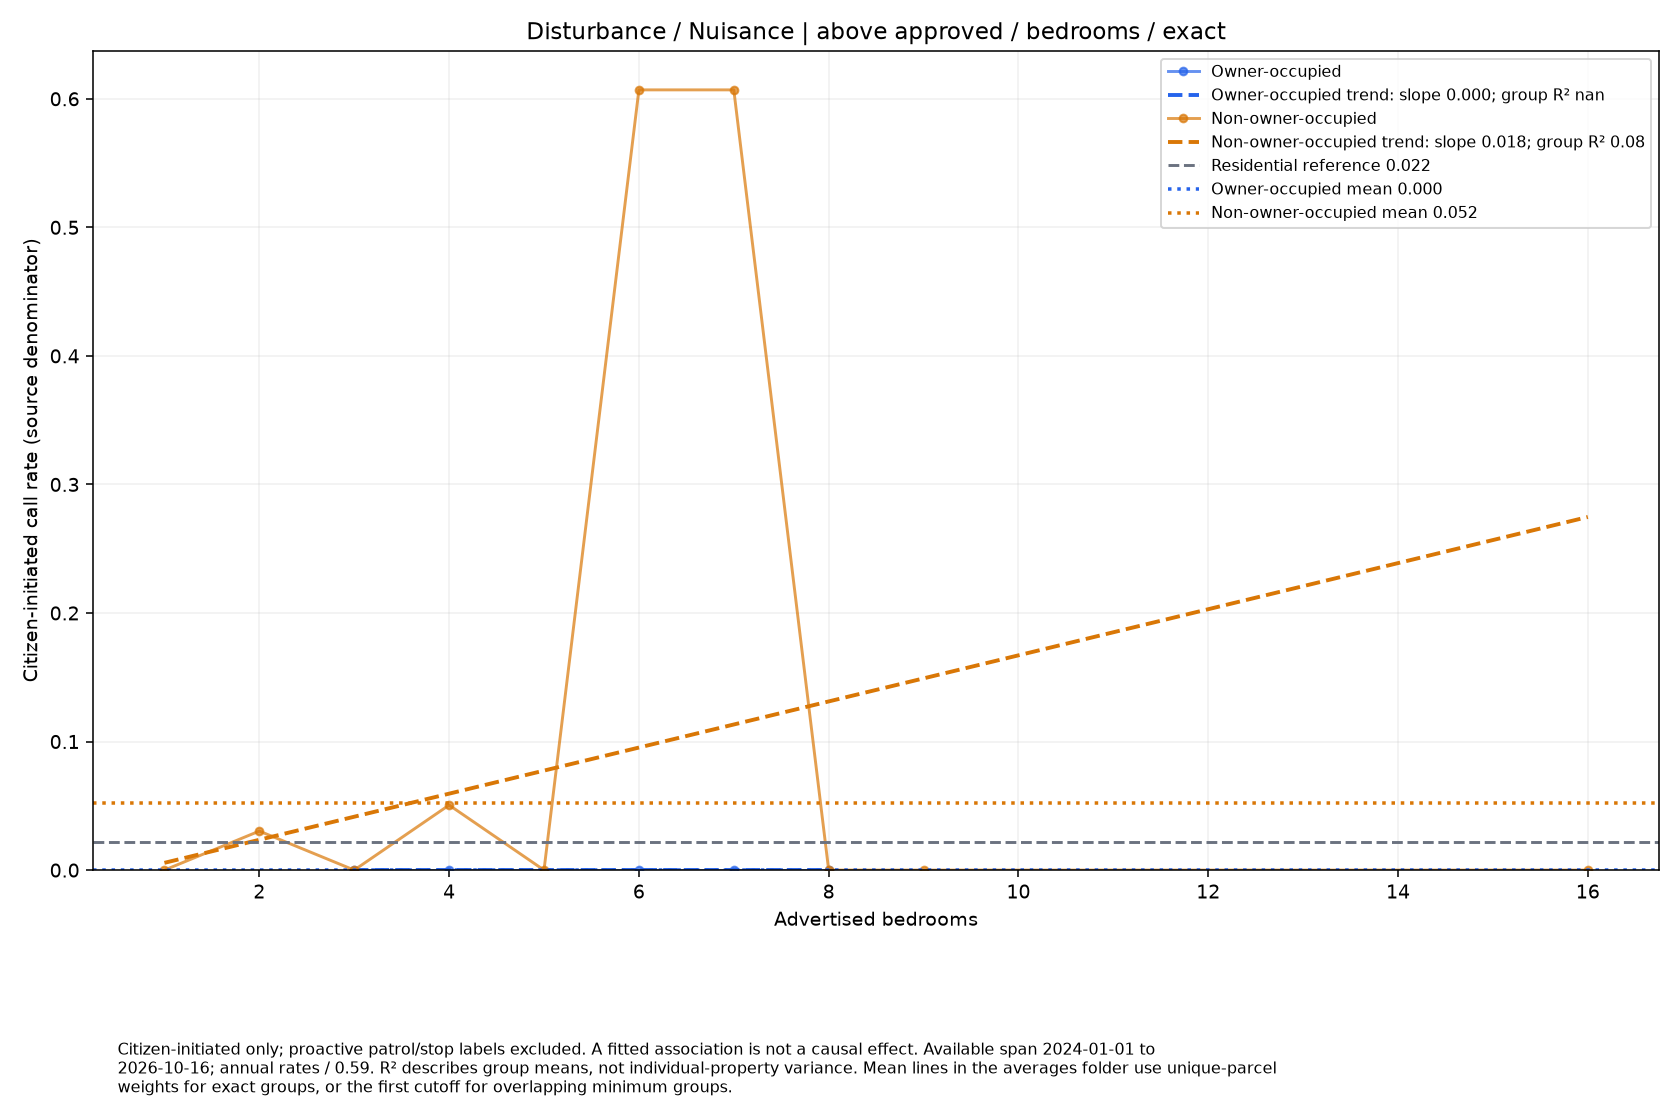 Disturbance / Nuisance | above approved / bedrooms / exact
Owner-occupied
Owner-occupied trend: slope 0.000; group R² nan
Non-owner-occupied
Non-owner-occupied trend: slope 0.018; group R² 0.08
Residential reference 0.022
Owner-occupied mean 0.000
Non-owner-occupied mean 0.052
Citizen-initiated call rate (source denominator)
0.6
0.5
0.4
0.3
0.2
0.1
0.0
2 4 6 8 10 12 14 16
Advertised bedrooms
Citizen-initiated only; proactive patrol/stop labels excluded. A fitted association is not a causal effect. Available span 2024-01-01 to
2026-10-16; annual rates / 0.59. R² describes group means, not individual-property variance. Mean lines in the averages folder use unique-parcel
weights for exact groups, or the first cutoff for overlapping minimum groups.